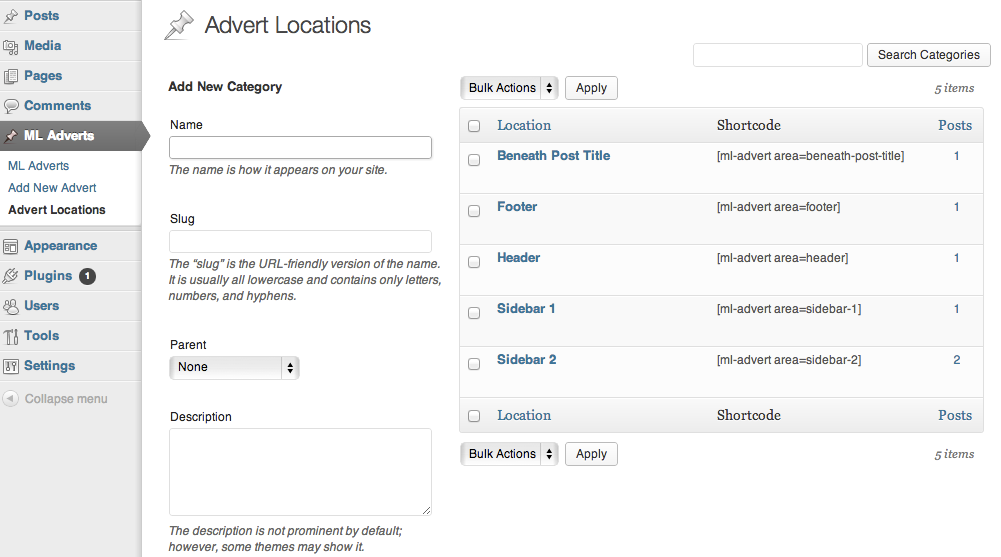 Posts
Media
Pages
Comments
ML Adverts
ML Adverts
Add New Advert
Advert Locations
Appearance
Plugins 1
Users
Tools
Settings
Collapse menu
Advert Locations
Search Categories
Add New Category
Name
The name is how it appears on your site.
Slug
The “slug” is the URL-friendly version of the name.
It is usually all lowercase and contains only letters,
numbers, and hyphens.
Parent
None
Description
The description is not prominent by default;
however, some themes may show it.
Bulk Actions Apply 5 items
Location Shortcode Posts
Beneath Post Title [ml-advert area=beneath-post-title] 1
Footer [ml-advert area=footer] 1
Header [ml-advert area=header] 1
Sidebar 1 [ml-advert area=sidebar-1] 1
Sidebar 2 [ml-advert area=sidebar-2] 2
Location Shortcode Posts
Bulk Actions Apply 5 items